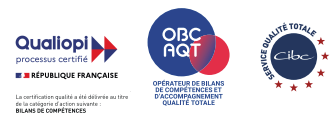 Qualiopi
processus certifié
RÉPUBLIQUE FRANÇAISE
La certification qualité a été délivrée au titre
de la catégorie d'action suivante :
BILANS DE COMPÉTENCES
OBC
AQT
OPÉRATEUR DE BILANS
DE COMPÉTENCES ET
D'ACCOMPAGNEMENT
QUALITÉ TOTALE
SERVICE QUALITÉ TOTALE
cibc